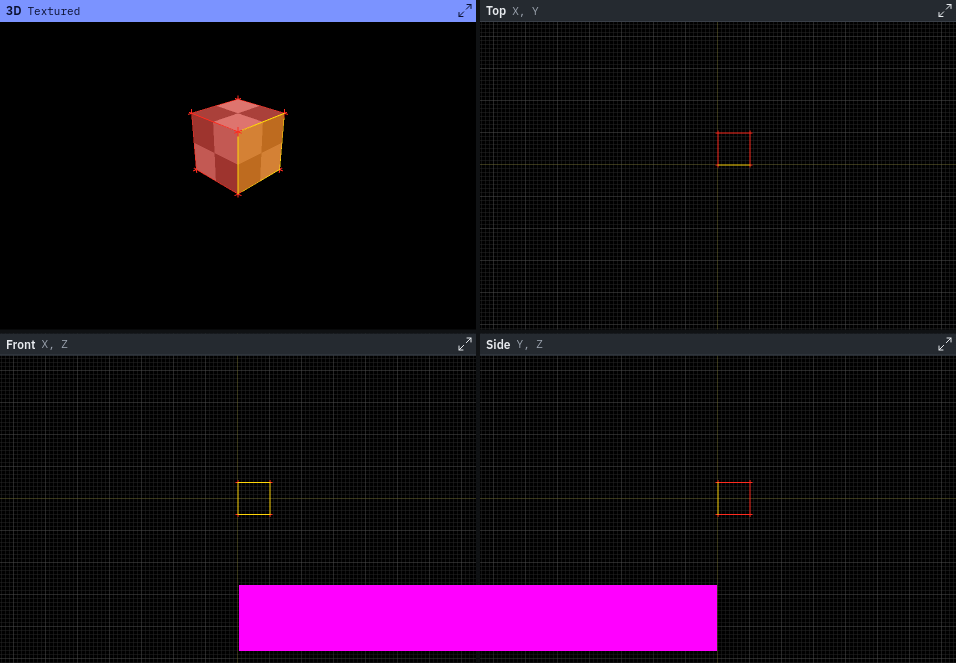 3D Textured
Top X, Y
Front X, Z
Side Y, Z